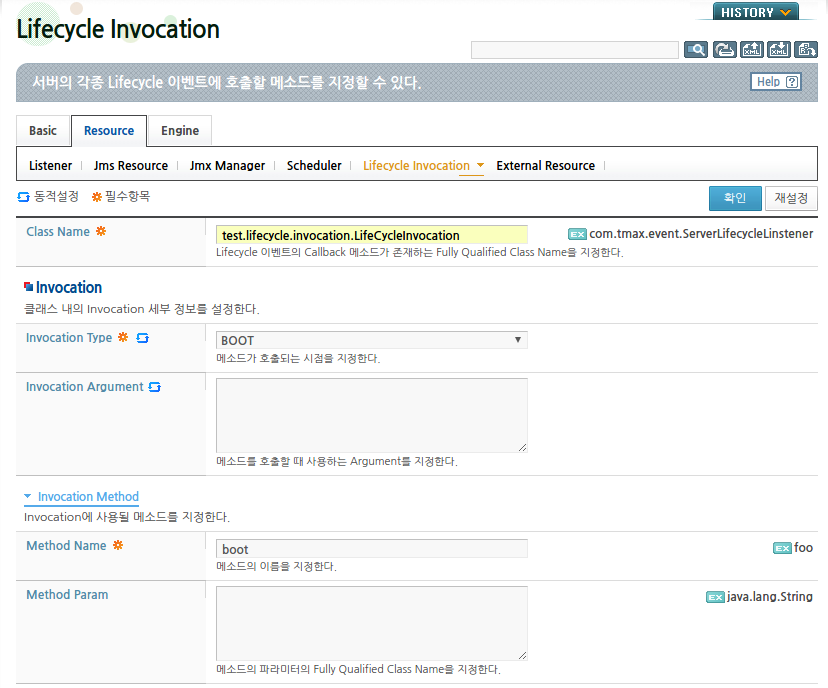 HISTORY
Lifecycle Invocation
서버의 각종 Lifecycle 이벤트에 호출할 메소드를 지정할 수 있다.
Help ?
Basic Resource Engine
Listener Jms Resource Jmx Manager Scheduler Lifecycle Invocation External Resource
동적설정 필수항목 확인 재설정
Class Name test.lifecycle.invocation.LifeCycleInvocation EX com.tmax.event.ServerLifecycleLinstener
Lifecycle 이벤트의 Callback 메소드가 존재하는 Fully Qualified Class Name을 지정한다.
Invocation
클래스 내의 Invocation 세부 정보를 설정한다.
Invocation Type BOOT
메소드가 호출되는 시점을 지정한다.
Invocation Argument
메소드를 호출할 때 사용하는 Argument를 지정한다.
Invocation Method
Invocation에 사용될 메소드를 지정한다.
Method Name boot EX foo
메소드의 이름을 지정한다.
Method Param EX java.lang.String
메소드의 파라미터의 Fully Qualified Class Name을 지정한다.